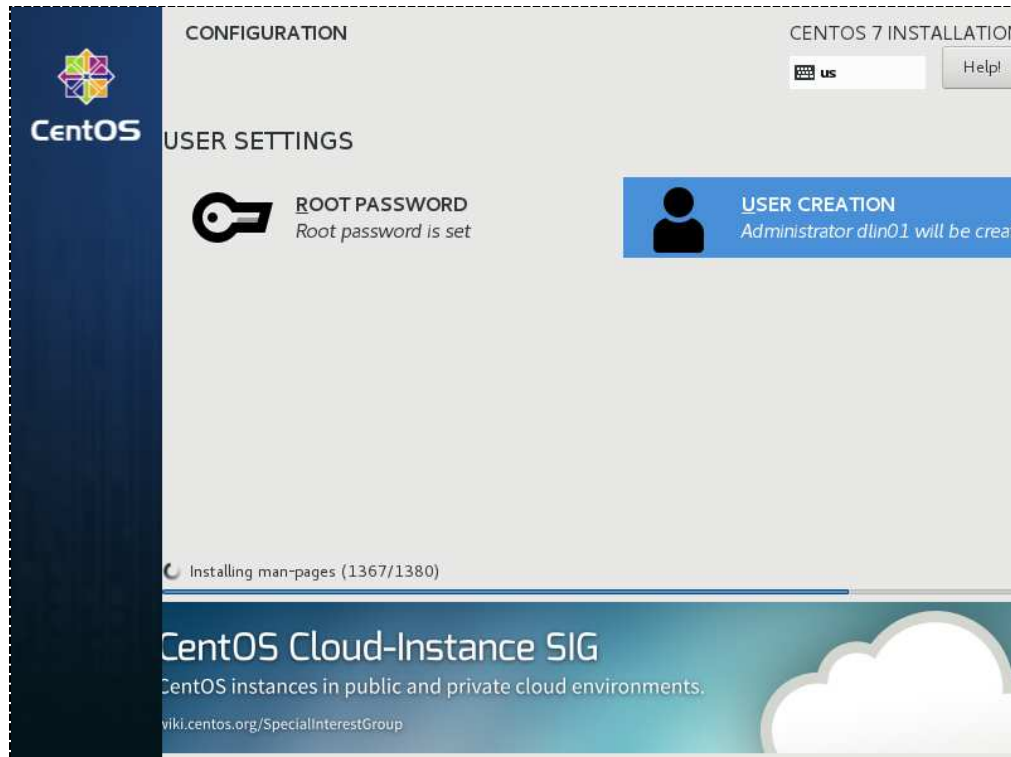 CONFIGURATION
CENTOS 7 INSTALLATION
us
Help!
CentOS
USER SETTINGS
ROOT PASSWORD
Root password is set
USER CREATION
Administrator dlin01 will be crea
Installing man-pages (1367/1380)
CentOS Cloud-Instance SIG
CentOS instances in public and private cloud environments.
wiki.centos.org/SpecialInterestGroup